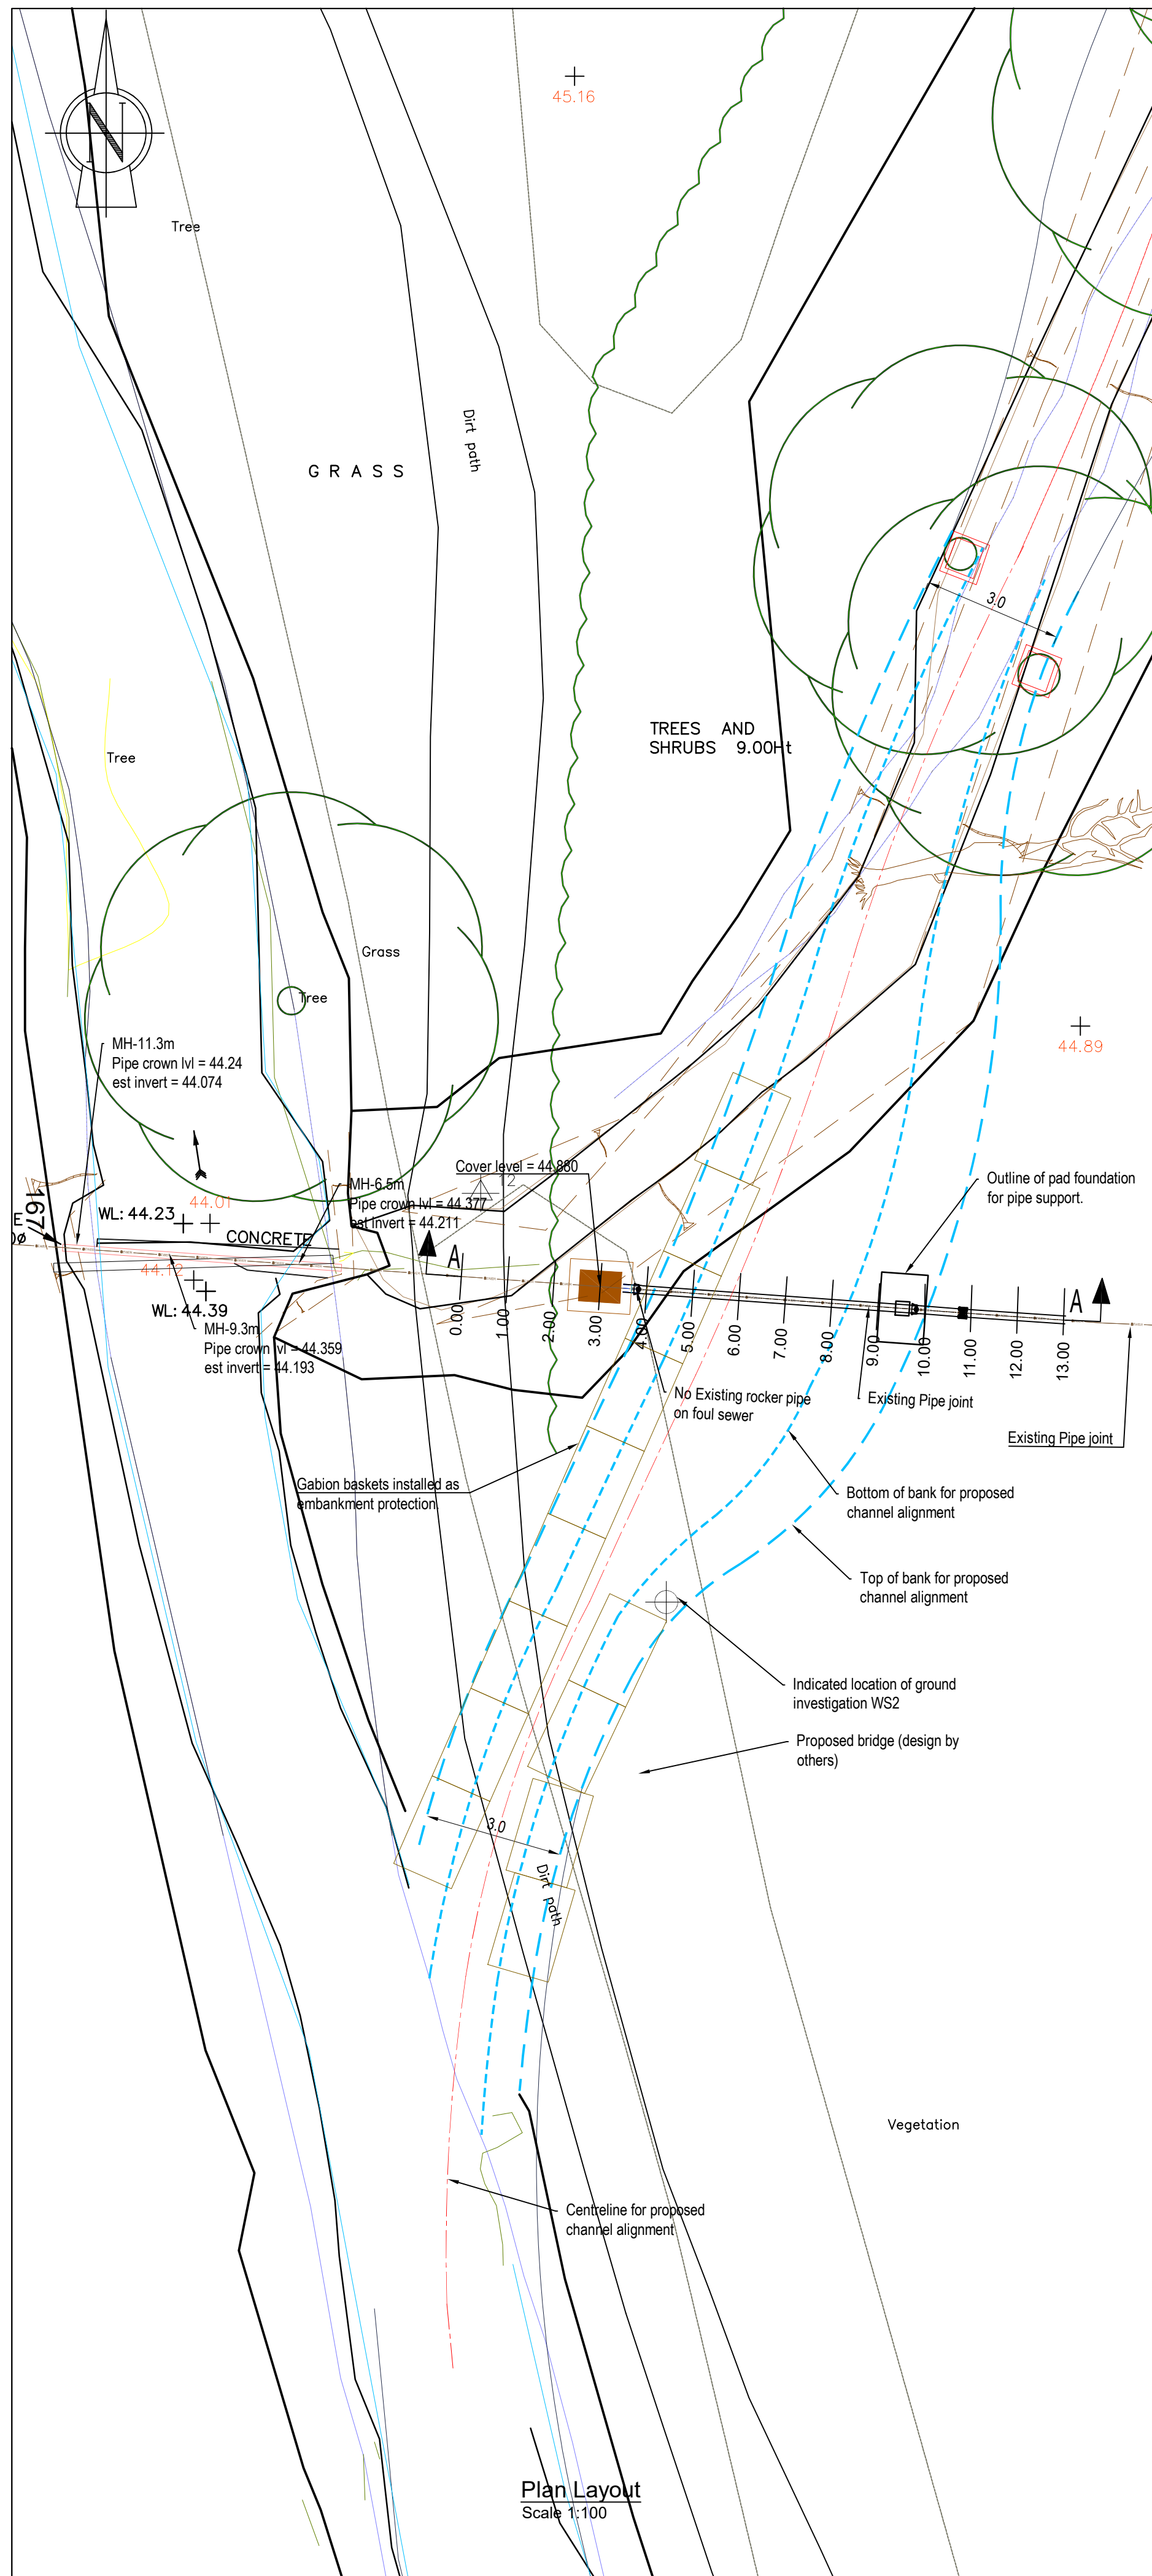 45.16
Tree
Dirt path
G R A S S
3.0
TREES AND
SHRUBS 9.00Ht
Tree
Grass
Tree
MH-11.3m
Pipe crown lvl = 44.24
est invert = 44.074
44.89
Cover level = 44.880
Outline of pad foundation
for pipe support.
MH-6.5m
Pipe crown lvl = 44.377
est invert = 44.211
12
44.01
WL: 44.23
167
CONCRETE
44.12
WL: 44.39
A
A
0.00
1.00
2.00
3.00
4.00
5.00
6.00
7.00
8.00
9.00
10.00
11.00
12.00
13.00
MH-9.3m
Pipe crown lvl = 44.359
est invert = 44.193
No Existing rocker pipe
on foul sewer
Existing Pipe joint
Existing Pipe joint
Gabion baskets installed as
embankment protection.
Bottom of bank for proposed
channel alignment
Top of bank for proposed
channel alignment
Indicated location of ground
investigation WS2
Proposed bridge (design by
others)
3.0
Dirt path
Vegetation
Centreline for proposed
channel alignment
Plan Layout
Scale 1:100